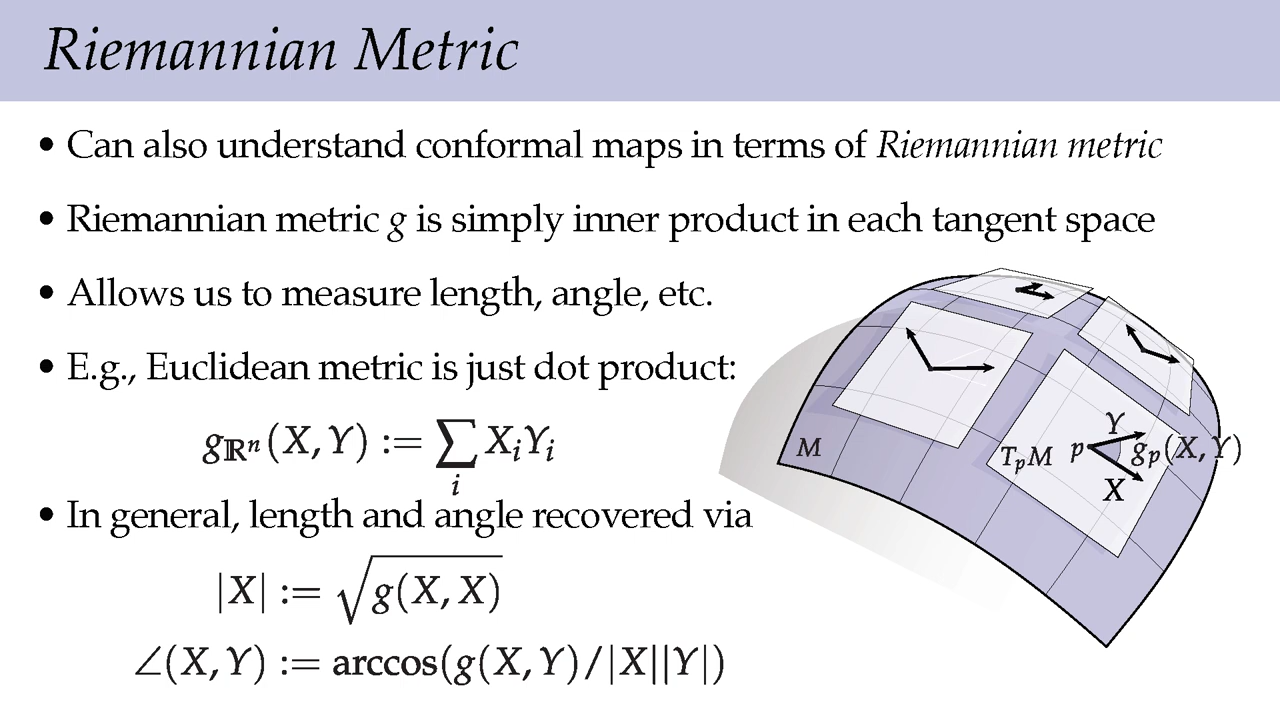 Riemannian Metric
• Can also understand conformal maps in terms of Riemannian metric
• Riemannian metric g is simply inner product in each tangent space
• Allows us to measure length, angle, etc.
• E.g., Euclidean metric is just dot product:
g_ℝⁿ(X, Y) := ∑_i X_i Y_i
• In general, length and angle recovered via
|X| := √g(X, X)
∠(X, Y) := arccos(g(X, Y)/|X||Y|)
M
T_pM
p
Y
g_p(X, Y)
X